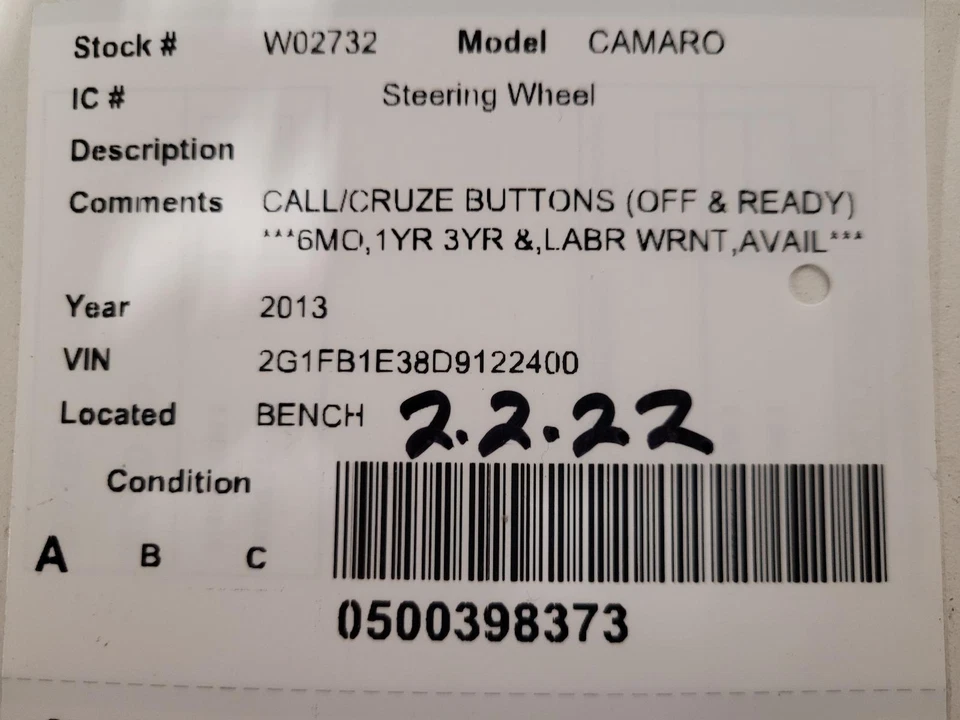 Stock # W02732 Model CAMARO
IC # Steering Wheel
Description
Comments CALL/CRUZE BUTTONS (OFF & READY)
***6MO,1YR 3YR &,LABR WRNT,AVAIL***
Year 2013
VIN 2G1FB1E38D9122400
Located BENCH 2.2.22
Condition
A B C
0500398373